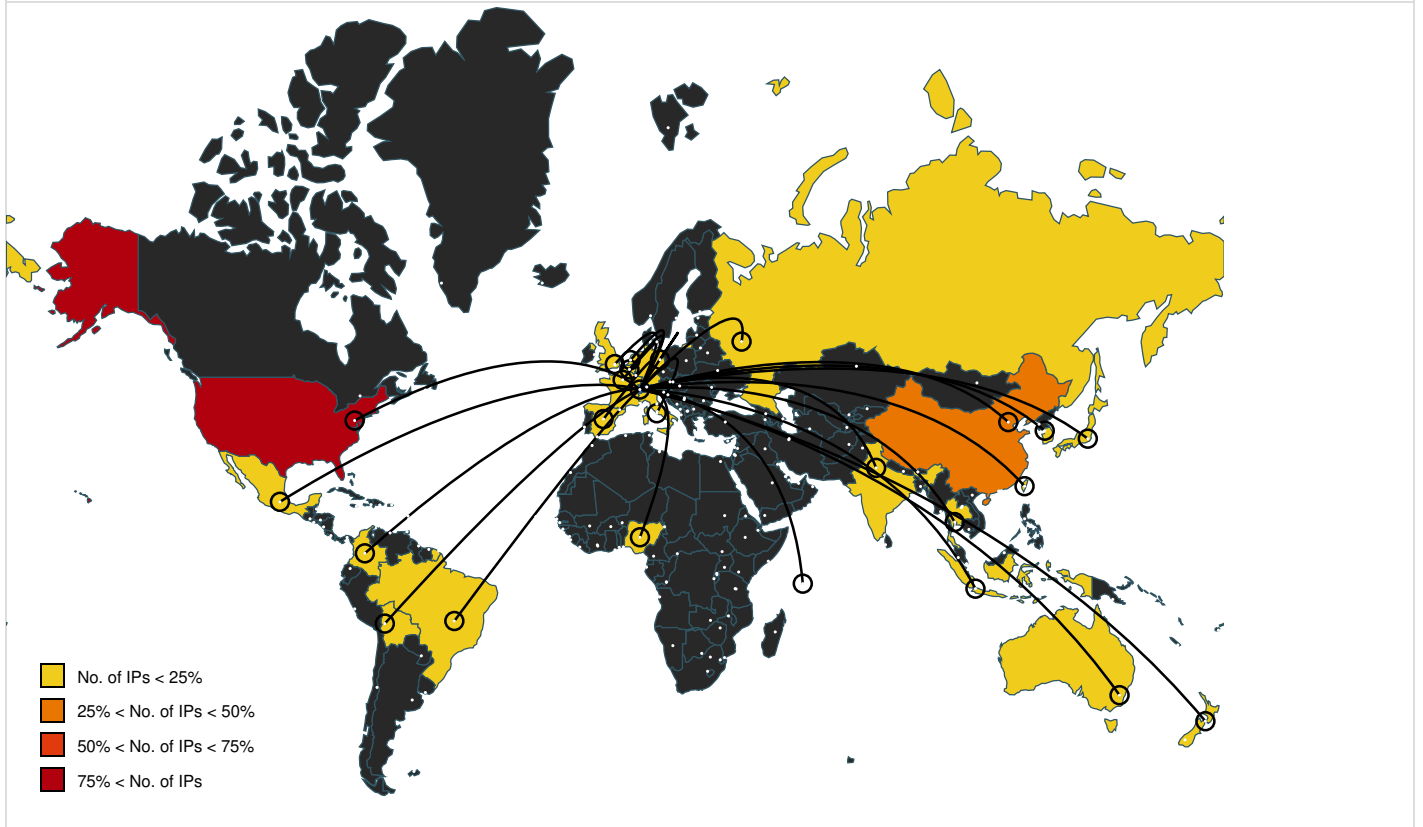 No. of IPs < 25%
25% < No. of IPs < 50%
50% < No. of IPs < 75%
75% < No. of IPs